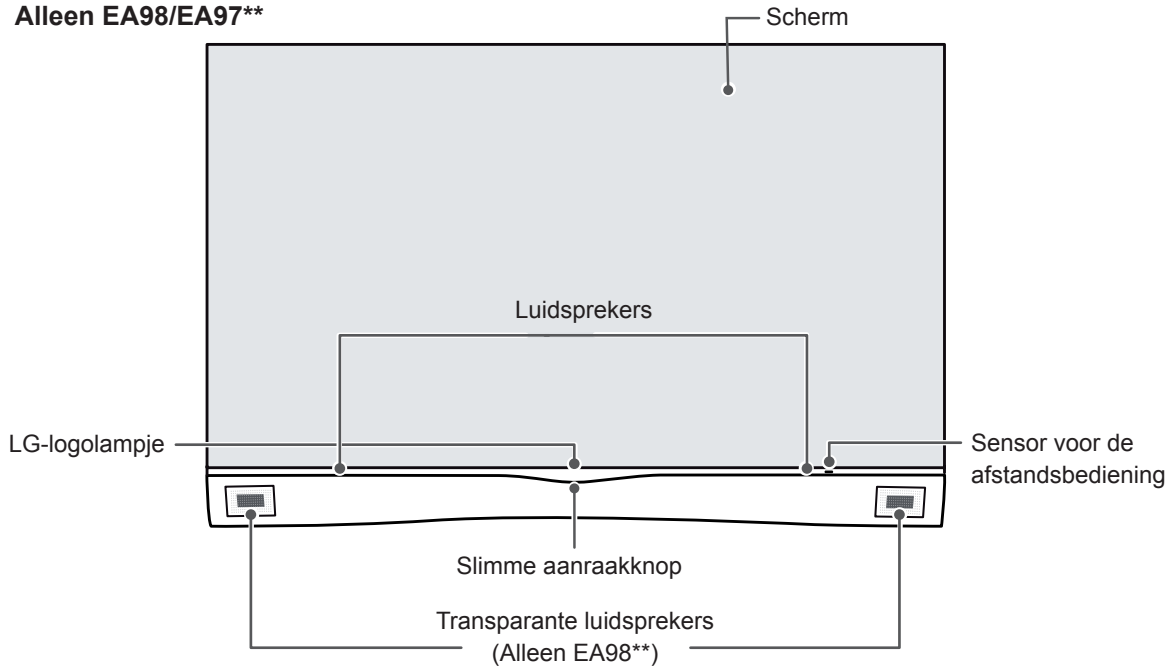 Alleen EA98/EA97**
Scherm
Luidsprekers
LG-logolampje
Sensor voor de
afstandsbediening
Slimme aanraakknop
Transparante luidsprekers
(Alleen EA98**)